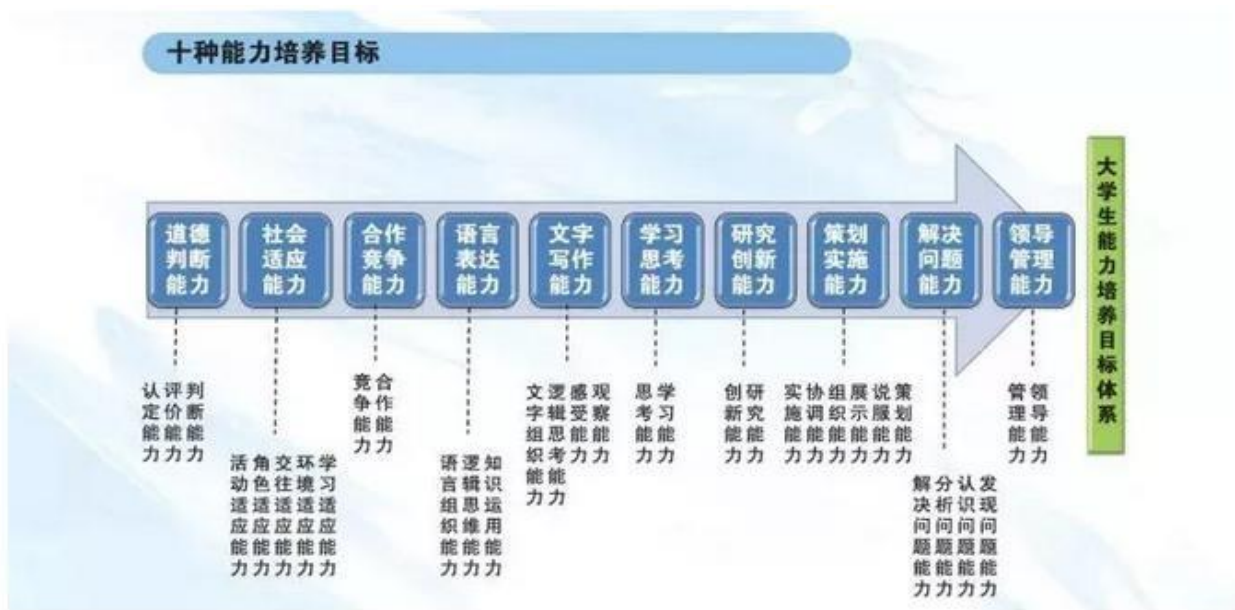 十种能力培养目标
道德
判断
能力
社会
适应
能力
合作
竞争
能力
语言
表达
能力
文字
写作
能力
学习
思考
能力
研究
创新
能力
策划
实施
能力
解决
问题
能力
领导
管理
能力
大学生能力培养目标体系
判断能力
评价能力
认定能力
学习适应能力
环境适应能力
交往适应能力
角色适应能力
活动适应能力
合作能力
竞争能力
知识运用能力
逻辑思维能力
语言组织能力
观察能力
感受能力
逻辑思考能力
文字组织能力
学习能力
思考能力
研究能力
创新能力
策划能力
说服能力
展示能力
组织能力
协调能力
实施能力
发现问题能力
认识问题能力
分析问题能力
解决问题能力
领导能力
管理能力